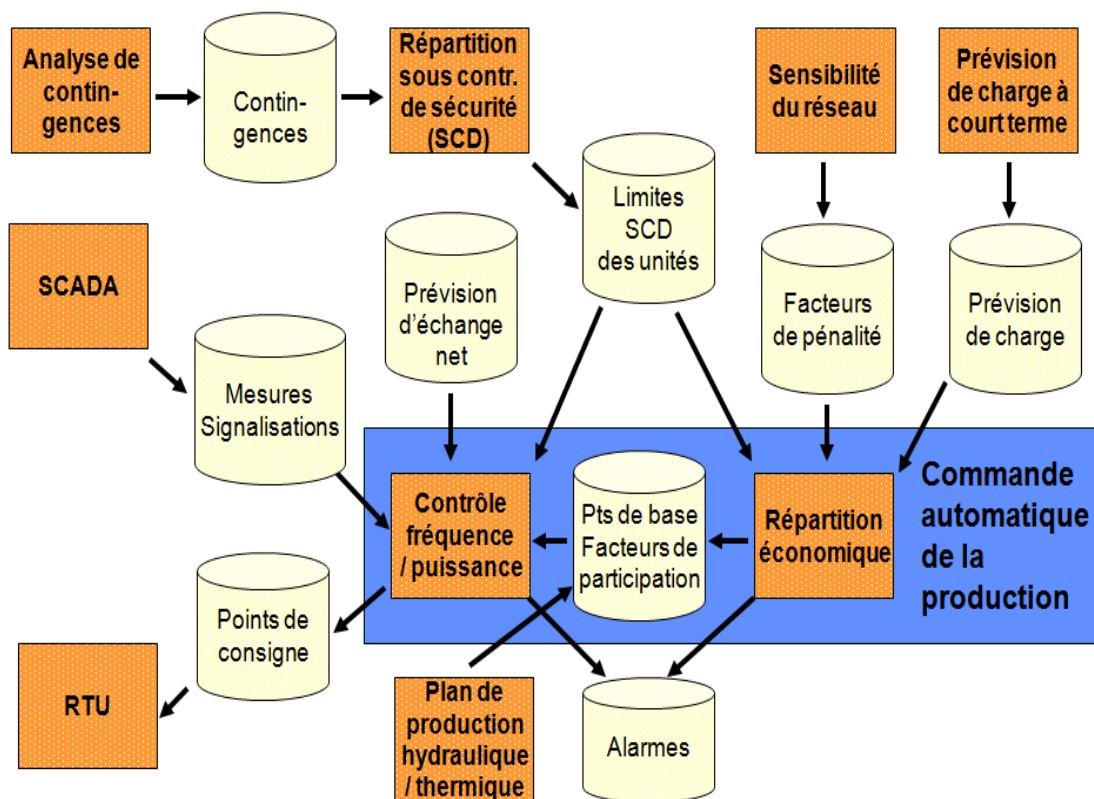 Analyse de
contin-
gences
Contin-
gences
Répartition
sous contr.
de sécurité
(SCD)
Sensibilité
du réseau
Prévision
de charge à
court terme
Limites
SCD
des unités
SCADA
Prévision
d'échange
net
Facteurs
de pénalité
Prévision
de charge
Mesures
Signalisations
Contrôle
fréquence
/ puissance
Pts de base
Facteurs de
participation
Répartition
économique
Commande
automatique
de la
production
Points de
consigne
RTU
Plan de
production
hydraulique
/ thermique
Alarmes